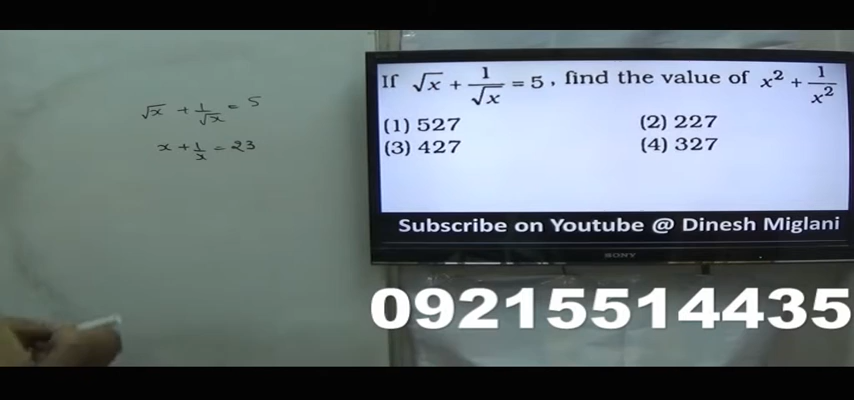 √x + 1/√x = 5
x + 1/x = 23
If √x + 1/√x = 5 , find the value of x² + 1/x²
(1) 527 (2) 227
(3) 427 (4) 327
Subscribe on Youtube @ Dinesh Miglani
SONY
09215514435